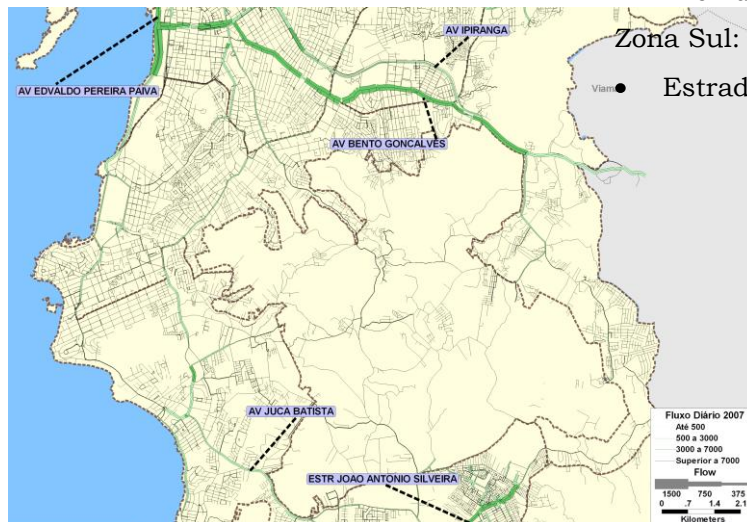 Zona Sul:
• Estrad
AV IPIRANGA
AV EDVALDO PEREIRA PAIVA
AV BENTO GONCALVES
AV JUCA BATISTA
ESTR JOAO ANTONIO SILVEIRA
Fluxo Diário 2007
Até 500
500 a 3000
3000 a 7000
Superior a 7000
Flow
1500 750 375
0 .7 1.4 2.1
Kilometers